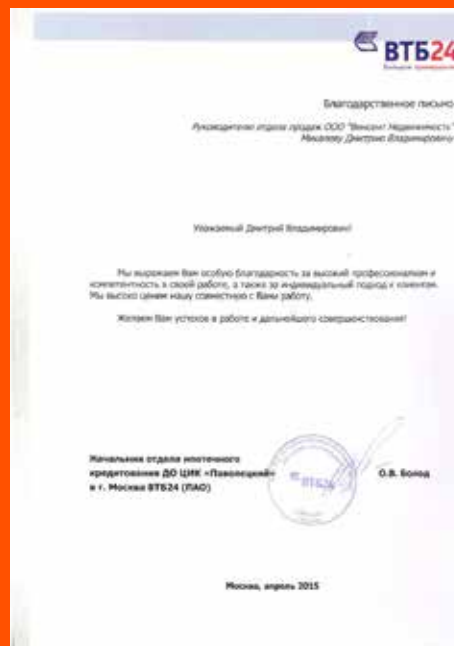 ВТБ24
Благодарственное письмо
Руководителю отдела продаж ООО "Винсент Недвижимость"
Дмитрию Владимировичу
Уважаемый Дмитрий Владимирович!
Мы выражаем Вам особую благодарность за высокий профессионализм и
компетентность в своей работе, а также за индивидуальный подход к клиентам.
Мы высоко ценим нашу совместную с Вами работу.
Желаем Вам успехов в работе и дальнейшего совершенствования!
Начальник отдела ипотечного
кредитования ДО ЦИК «Павелецкий»
в г. Москва ВТБ24 (ПАО)
ВТБ24
О.В. Болод
Москва, апрель 2015